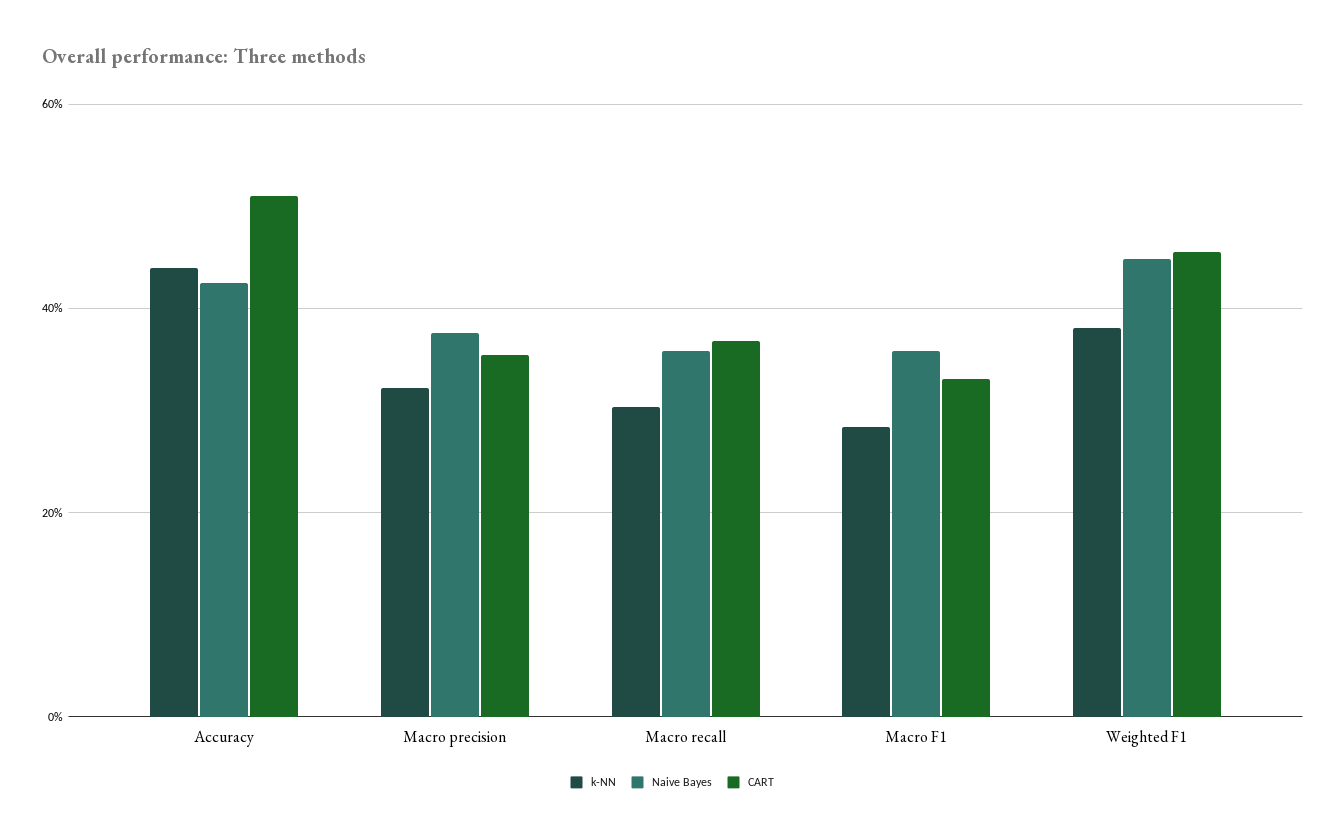 Overall performance: Three methods
60%
40%
20%
0%
Accuracy
Macro precision
Macro recall
Macro F1
Weighted F1
k-NN
Naive Bayes
CART